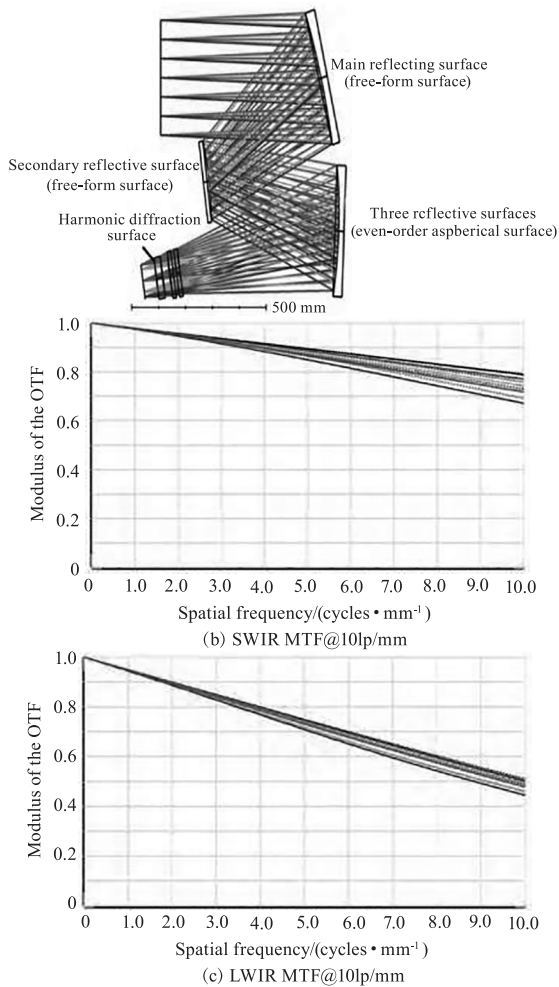 Main reflecting surface
(free-form surface)
Secondary reflective surface
(free-form surface)
Harmonic diffraction
surface
Three rcflective surfaces
(even-order aspberical surface)
500 mm
1.0
0.8
0.6
0.4
0.2
0
Modulus of the OTF
0 1.0 2.0 3.0 4.0 5.0 6.0 7.0 8.0 9.0 10.0
Spatial frequency/(cycles • mm⁻¹)
(b) SWIR MTF@10lp/mm
1.0
0.8
0.6
0.4
0.2
0
Modulus of the OTF
0 1.0 2.0 3.0 4.0 5.0 6.0 7.0 8.0 9.0 10.0
Spatial frequency/(cycles • mm⁻¹)
(c) LWIR MTF@10lp/mm